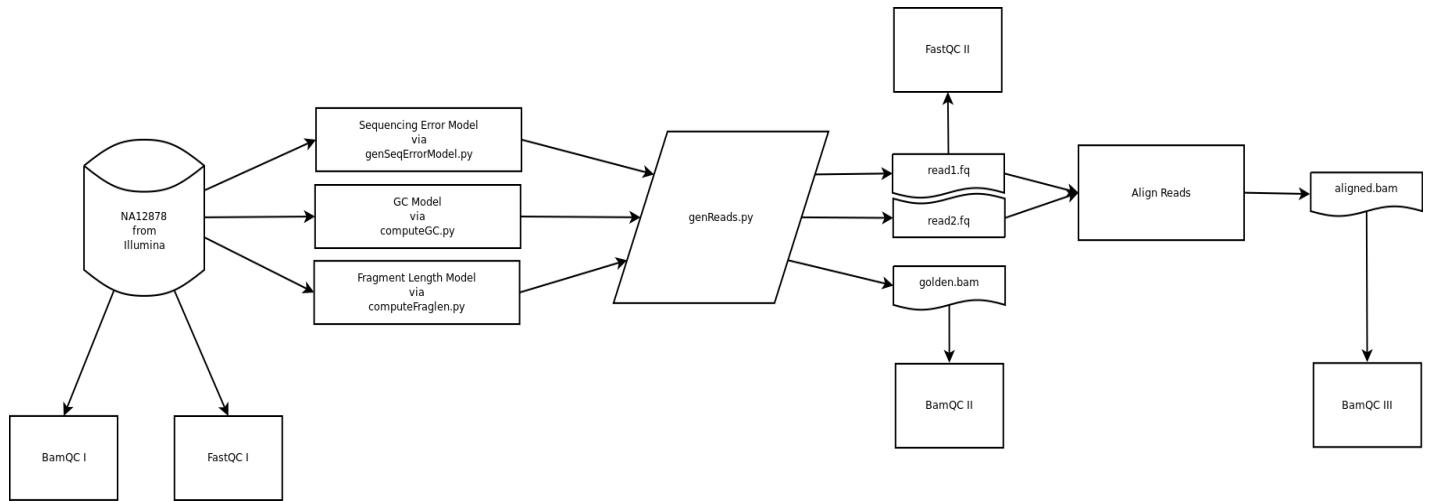 FastQC II
Sequencing Error Model
via
genSeqErrorModel.py
NA12878
from
Illumina
GC Model
via
computeGC.py
Fragment Length Model
via
computeFraglen.py
genReads.py
read1.fq
read2.fq
golden.bam
Align Reads
aligned.bam
BamQC I
FastQC I
BamQC II
BamQC III